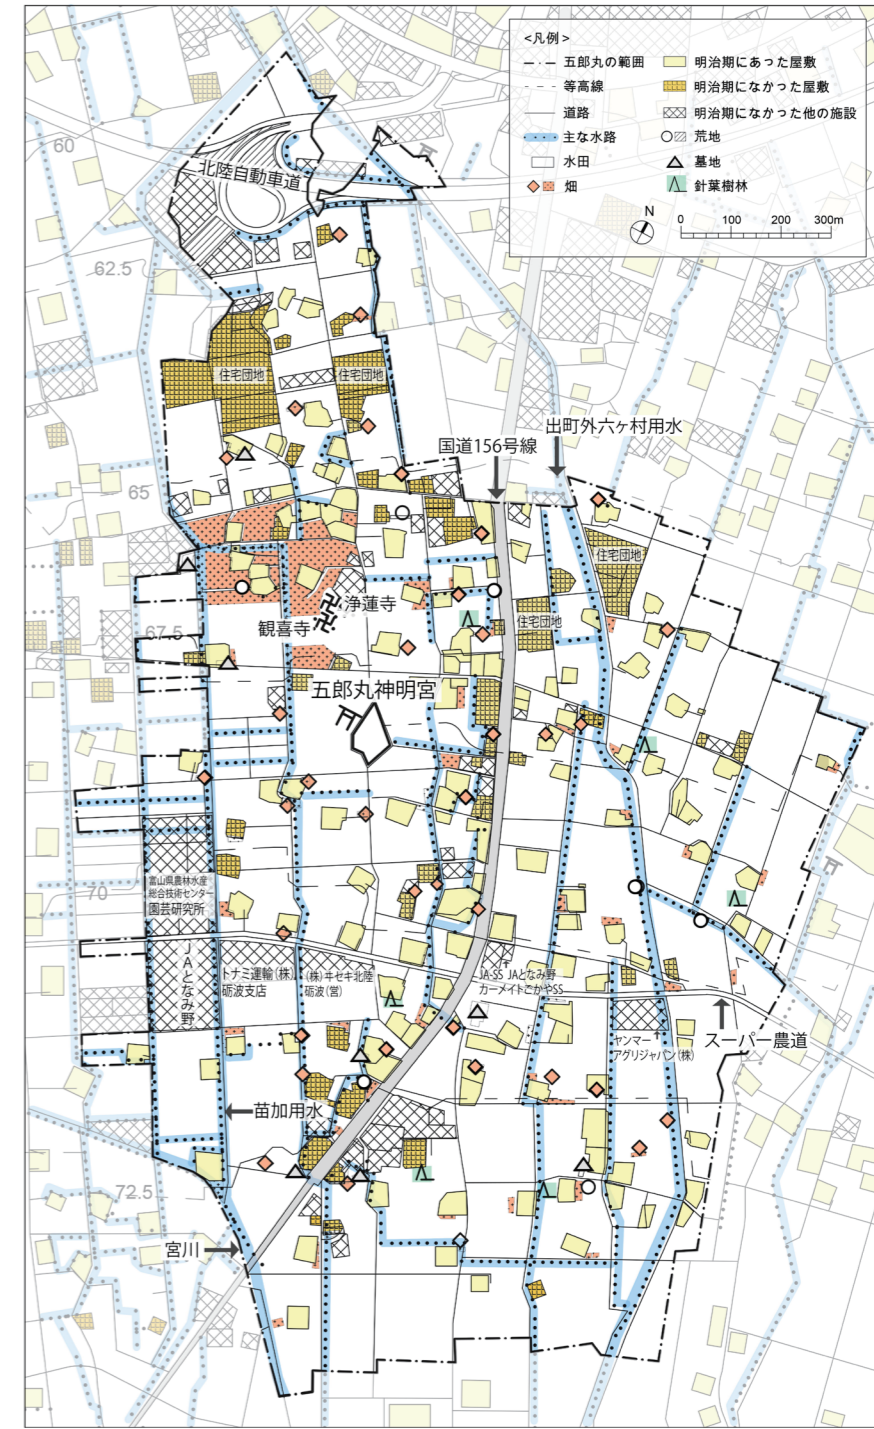 <凡例>
五郎丸の範囲
等高線
道路
主な水路
水田
畑
明治期にあった屋敷
明治期になかった屋敷
明治期になかった他の施設
荒地
墓地
針葉樹林
N
0 100 200 300m
60
北陸自動車道
62.5
住宅団地
住宅団地
国道156号線
出町外六ヶ村用水
65
住宅団地
浄蓮寺
観喜寺
住宅団地
67.5
五郎丸神明宮
70
富山県農林水産
総合技術センター
園芸研究所
JAとなみ野
トナミ運輸(株)
砺波支店
(株)ヰセキ北陸
砺波(営)
JA-SS JAとなみ野
カーメイトごかやSS
ヤンマー
アグリジャパン(株)
スーパー農道
苗加用水
72.5
宮川